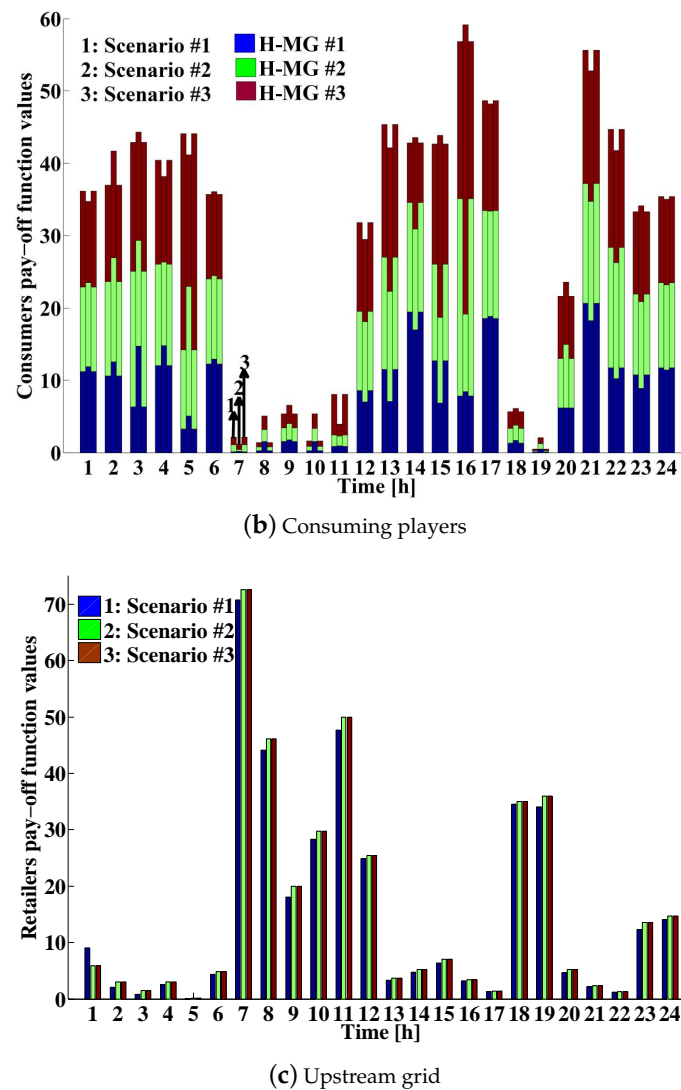 60
50
40
30
20
10
0
Consumers pay-off function values
1: Scenario #1
2: Scenario #2
3: Scenario #3
H-MG #1
H-MG #2
H-MG #3
1
2
3
1 2 3 4 5 6 7 8 9 10 11 12 13 14 15 16 17 18 19 20 21 22 23 24
Time [h]
(b) Consuming players
70
60
50
40
30
20
10
0
Retailers pay-off function values
1: Scenario #1
2: Scenario #2
3: Scenario #3
1 2 3 4 5 6 7 8 9 10 11 12 13 14 15 16 17 18 19 20 21 22 23 24
Time [h]
(c) Upstream grid